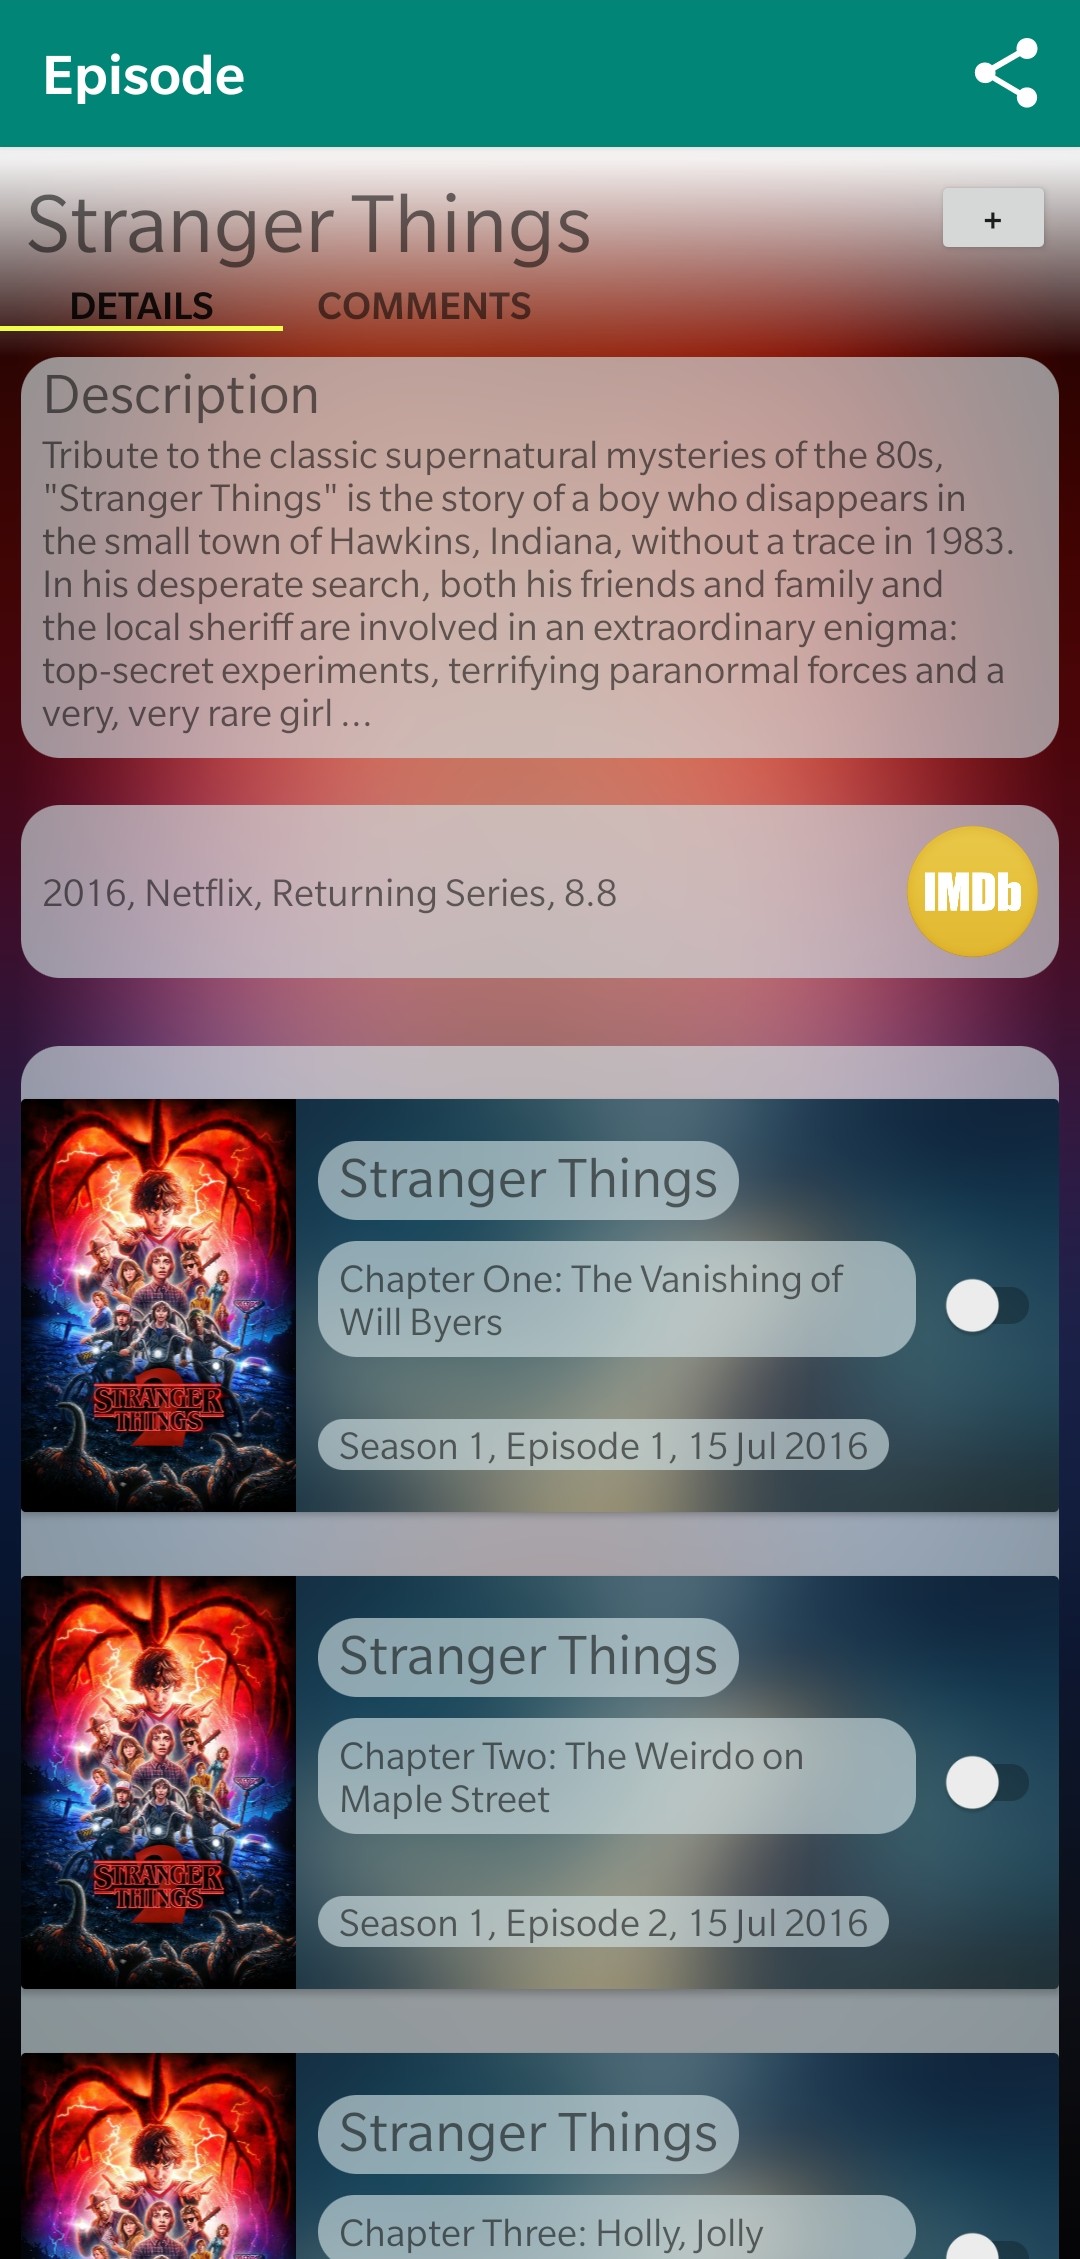 Episode
Stranger Things
+
DETAILS
COMMENTS
Description
Tribute to the classic supernatural mysteries of the 80s,
"Stranger Things" is the story of a boy who disappears in
the small town of Hawkins, Indiana, without a trace in 1983.
In his desperate search, both his friends and family and
the local sheriff are involved in an extraordinary enigma:
top-secret experiments, terrifying paranormal forces and a
very, very rare girl ...
2016, Netflix, Returning Series, 8.8
IMDb
STRANGER
THINGS
2
Stranger Things
Chapter One: The Vanishing of
Will Byers
Season 1, Episode 1, 15 Jul 2016
STRANGER
THINGS
2
Stranger Things
Chapter Two: The Weirdo on
Maple Street
Season 1, Episode 2, 15 Jul 2016
Stranger Things
Chapter Three: Holly, Jolly